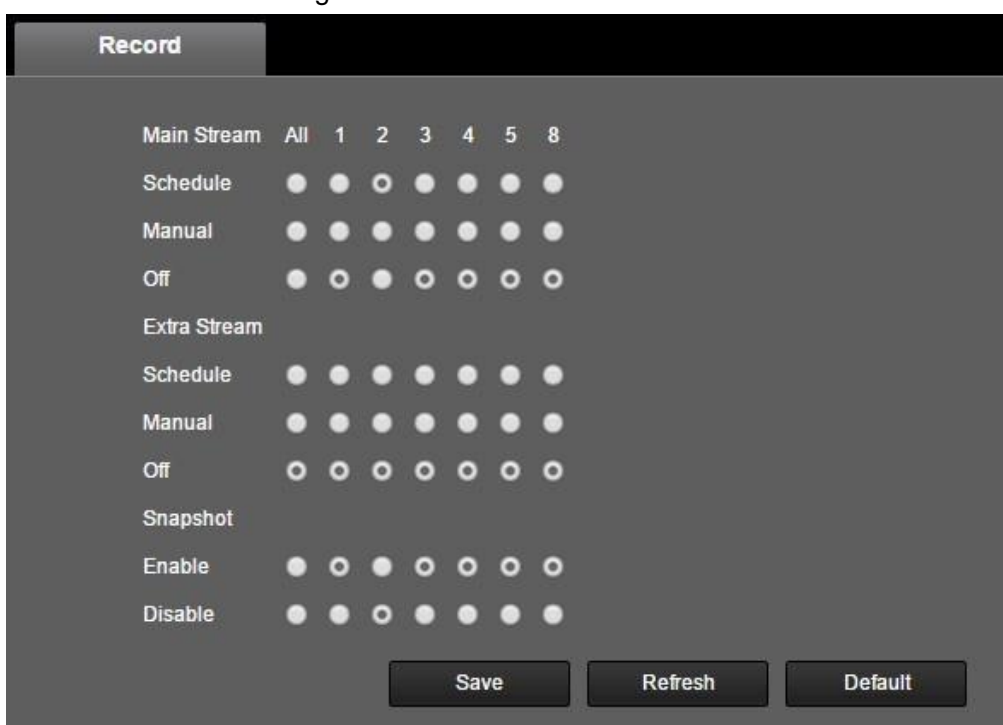 Record
Main Stream All 1 2 3 4 5 8
Schedule
Manual
Off
Extra Stream
Schedule
Manual
Off
Snapshot
Enable
Disable
Save Refresh Default